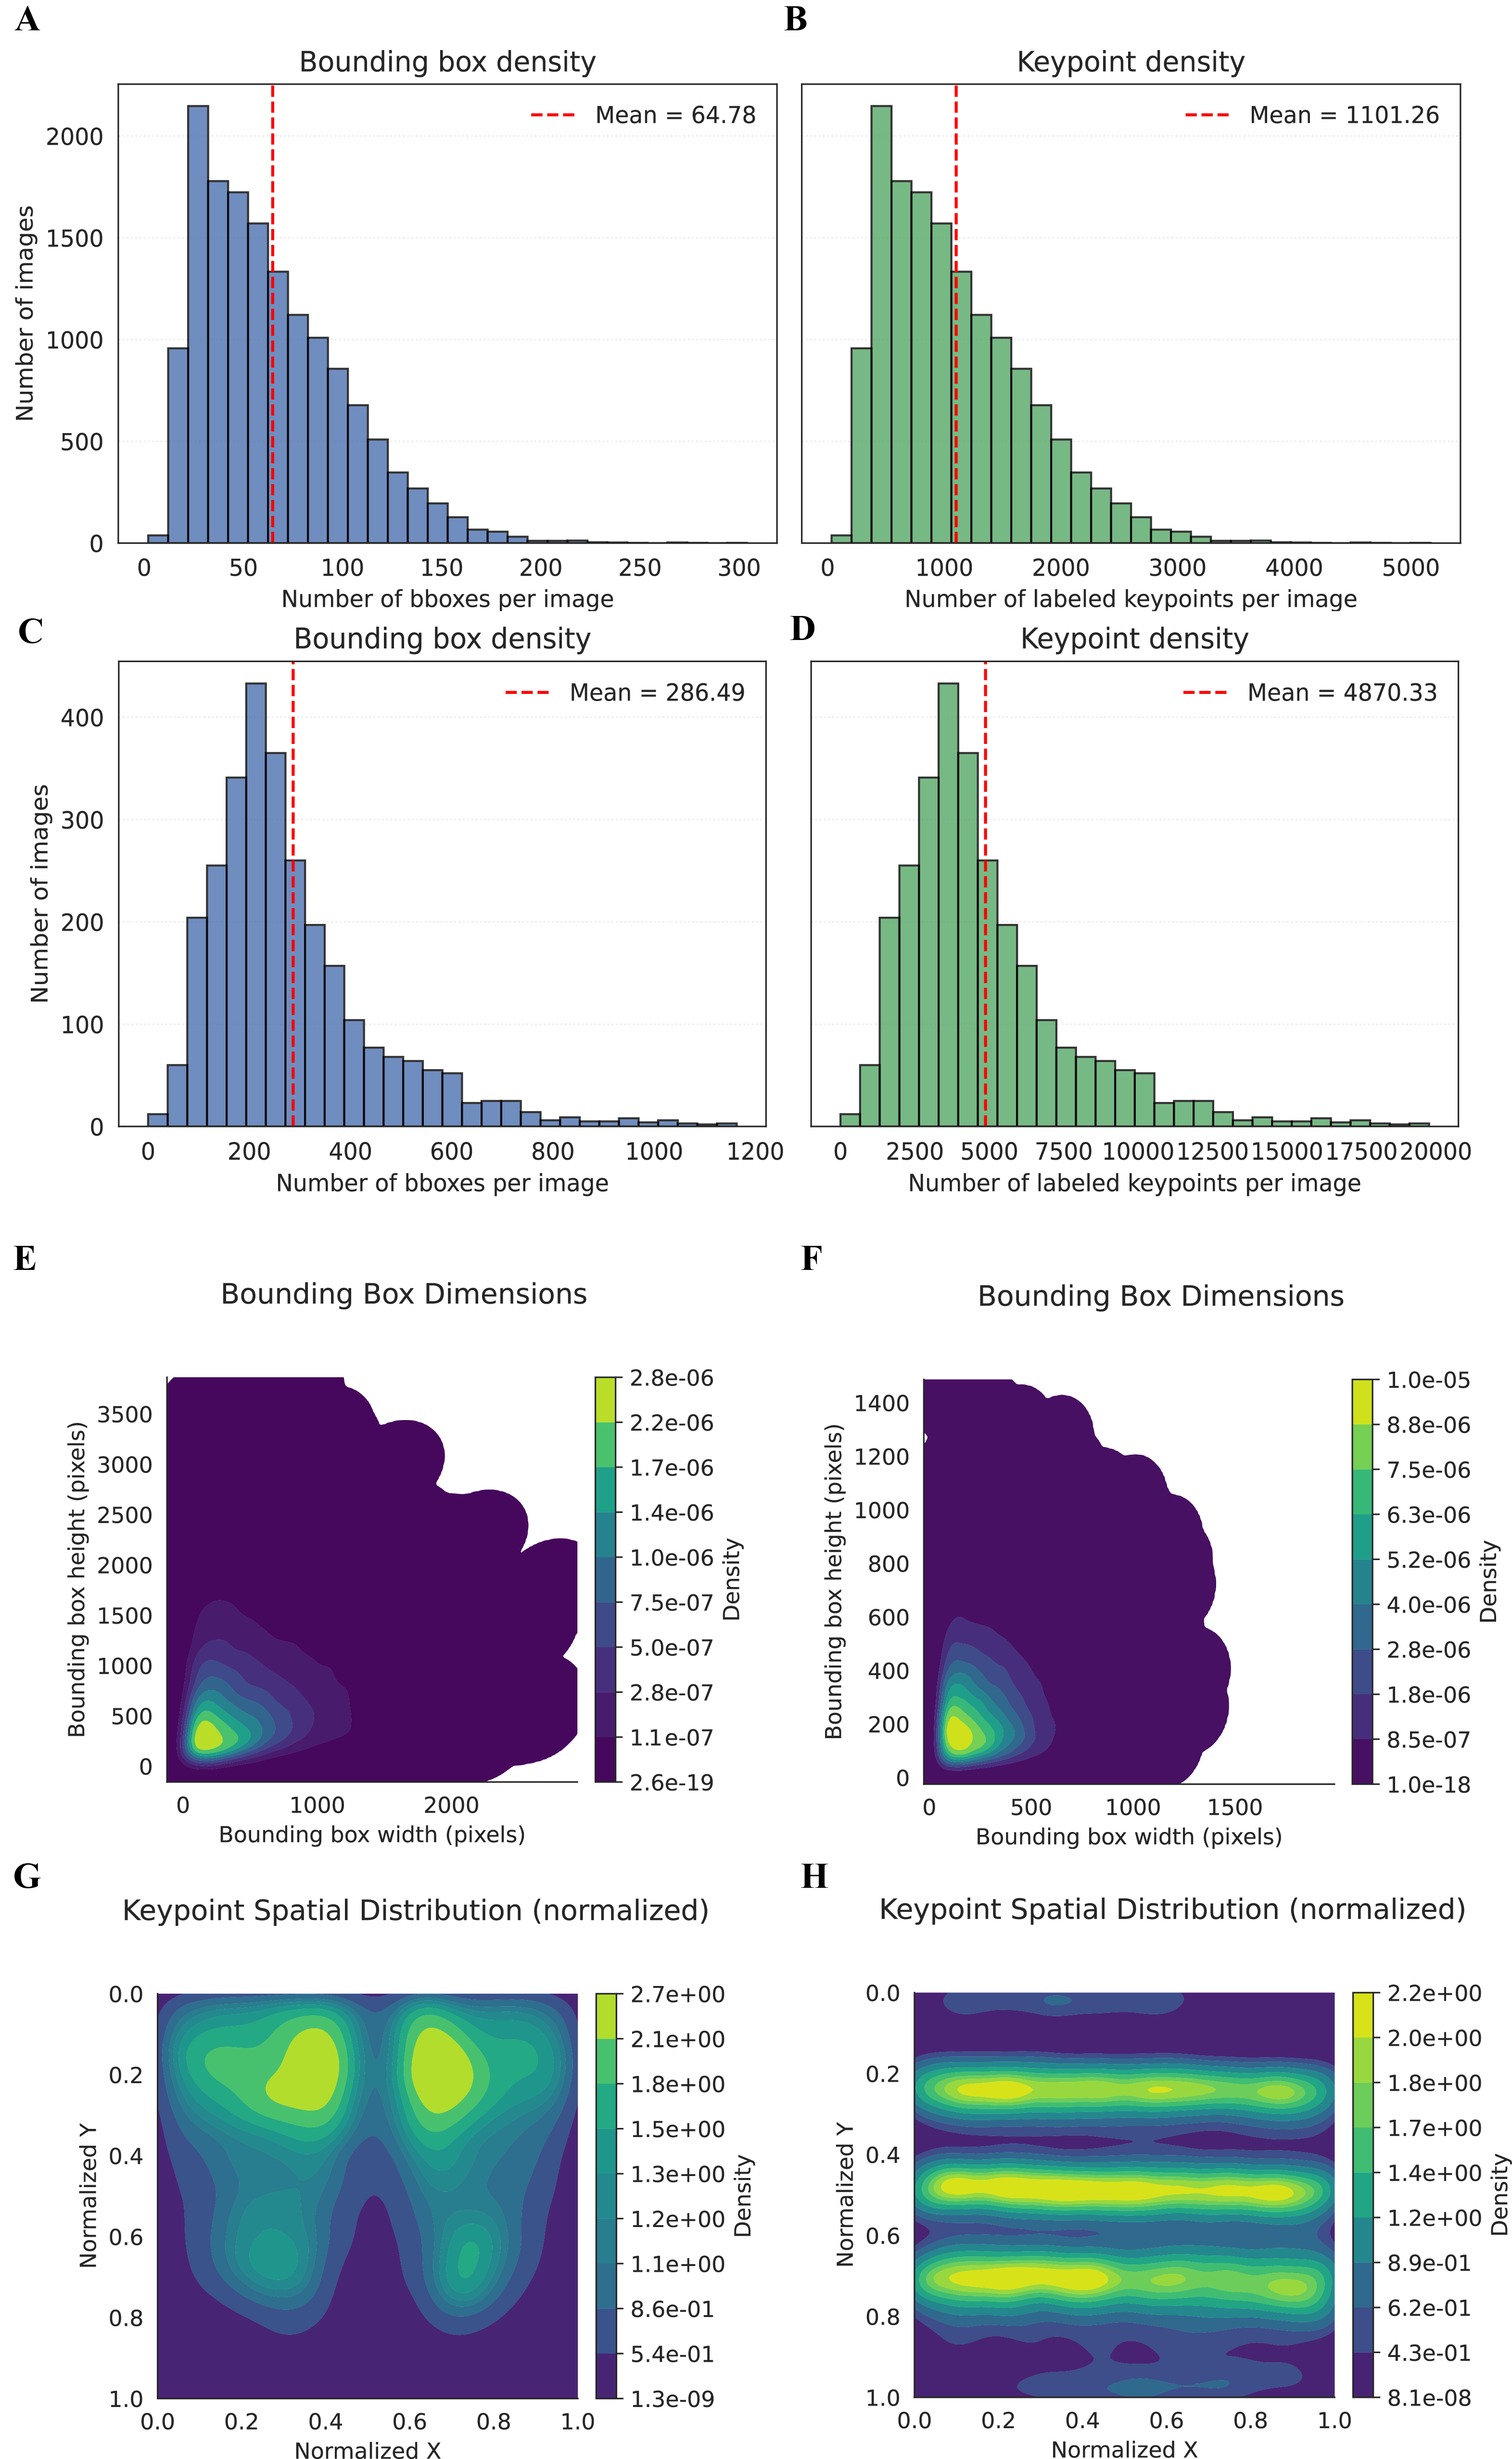 A
B
Bounding box density
Keypoint density
Mean = 64.78
Mean = 1101.26
Number of images
2000
1500
1000
500
0
0 50 100 150 200 250 300
0 1000 2000 3000 4000 5000
Number of bboxes per image
Number of labeled keypoints per image
C
D
Bounding box density
Keypoint density
Mean = 286.49
Mean = 4870.33
Number of images
400
300
200
100
0
0 200 400 600 800 1000 1200
0 2500 5000 7500 10000 12500 15000 17500 20000
Number of bboxes per image
Number of labeled keypoints per image
E
F
Bounding Box Dimensions
Bounding Box Dimensions
Bounding box height (pixels)
3500
3000
2500
2000
1500
1000
500
0
0 1000 2000
Bounding box width (pixels)
2.8e-06
2.2e-06
1.7e-06
1.4e-06
1.0e-06
7.5e-07
5.0e-07
2.8e-07
1.1e-07
2.6e-19
Density
Bounding box height (pixels)
1400
1200
1000
800
600
400
200
0
0 500 1000 1500
Bounding box width (pixels)
1.0e-05
8.8e-06
7.5e-06
6.3e-06
5.2e-06
4.0e-06
2.8e-06
1.8e-06
8.5e-07
1.0e-18
Density
G
H
Keypoint Spatial Distribution (normalized)
Keypoint Spatial Distribution (normalized)
Normalized Y
0.0
0.2
0.4
0.6
0.8
1.0
0.0 0.2 0.4 0.6 0.8 1.0
Normalized X
2.7e+00
2.1e+00
1.8e+00
1.5e+00
1.3e+00
1.2e+00
1.1e+00
8.6e-01
5.4e-01
1.3e-09
Density
Normalized Y
0.0
0.2
0.4
0.6
0.8
1.0
0.0 0.2 0.4 0.6 0.8 1.0
Normalized X
2.2e+00
2.0e+00
1.8e+00
1.7e+00
1.4e+00
1.2e+00
8.9e-01
6.2e-01
4.3e-01
8.1e-08
Density